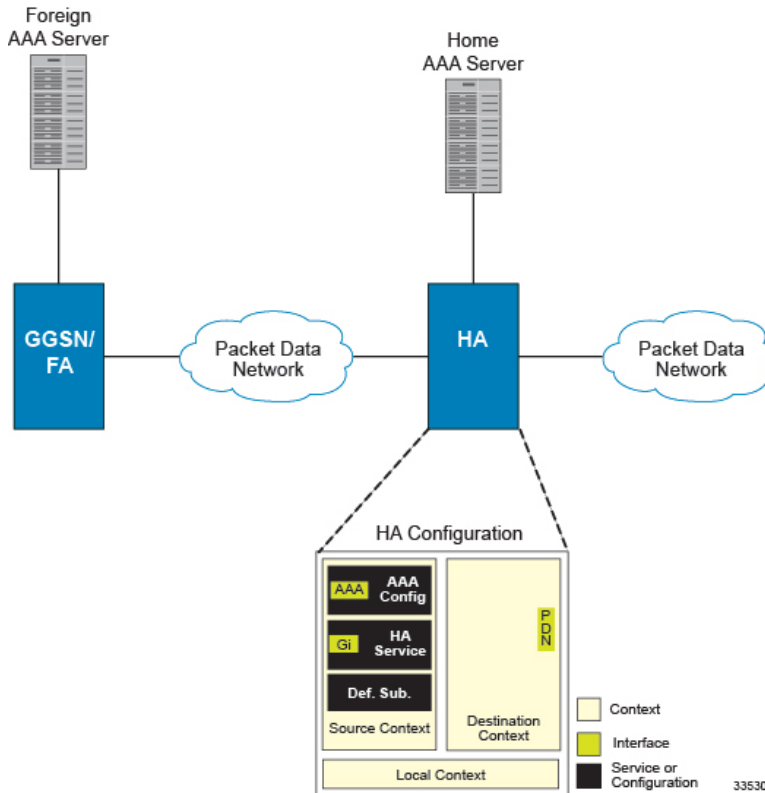 Foreign
AAA Server
Home
AAA Server
GGSN/
FA
Packet Data
Network
HA
Packet Data
Network
HA Configuration
AAA
AAA
Config
Gi
HA
Service
Def. Sub.
Source Context
PDN
Destination
Context
Local Context
Context
Interface
Service or
Configuration
33530